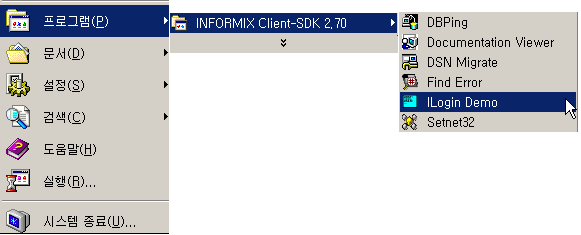 프로그램(P)
문서(D)
설정(S)
검색(C)
도움말(H)
실행(R)...
시스템 종료(U)...
INFORMIX Client-SDK 2,70
DBPing
Documentation Viewer
DSN Migrate
Find Error
ILogin Demo
Setnet32